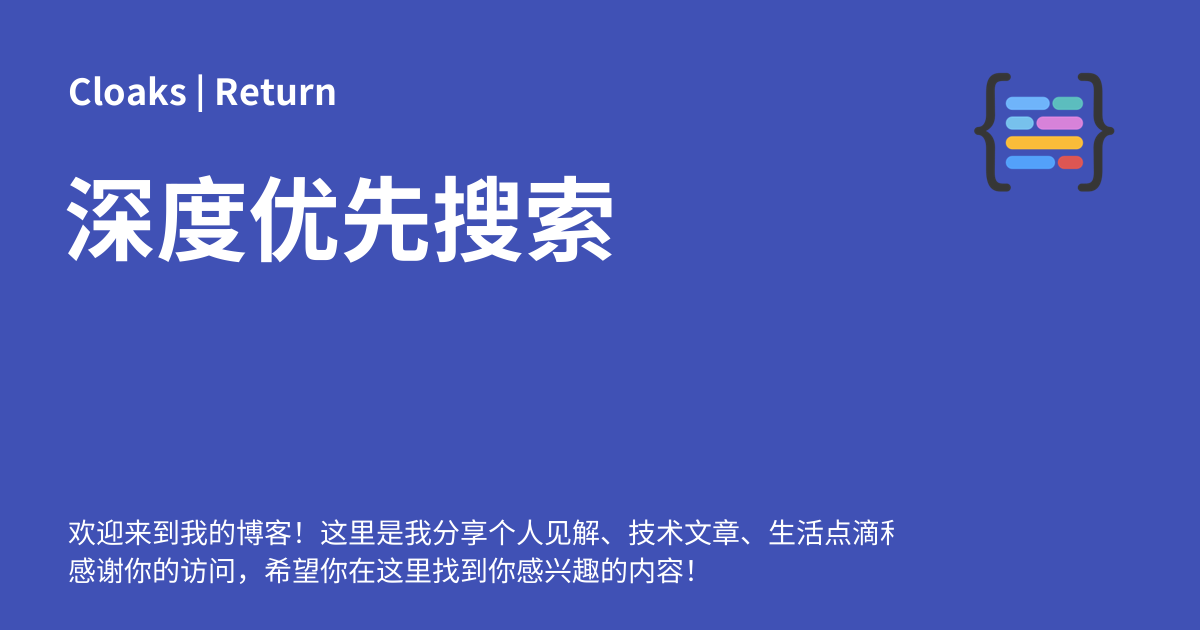 Cloaks | Return
深度优先搜索
欢迎来到我的博客！这里是我分享个人见解、技术文章、生活点滴
感谢你的访问，希望你在这里找到你感兴趣的内容！